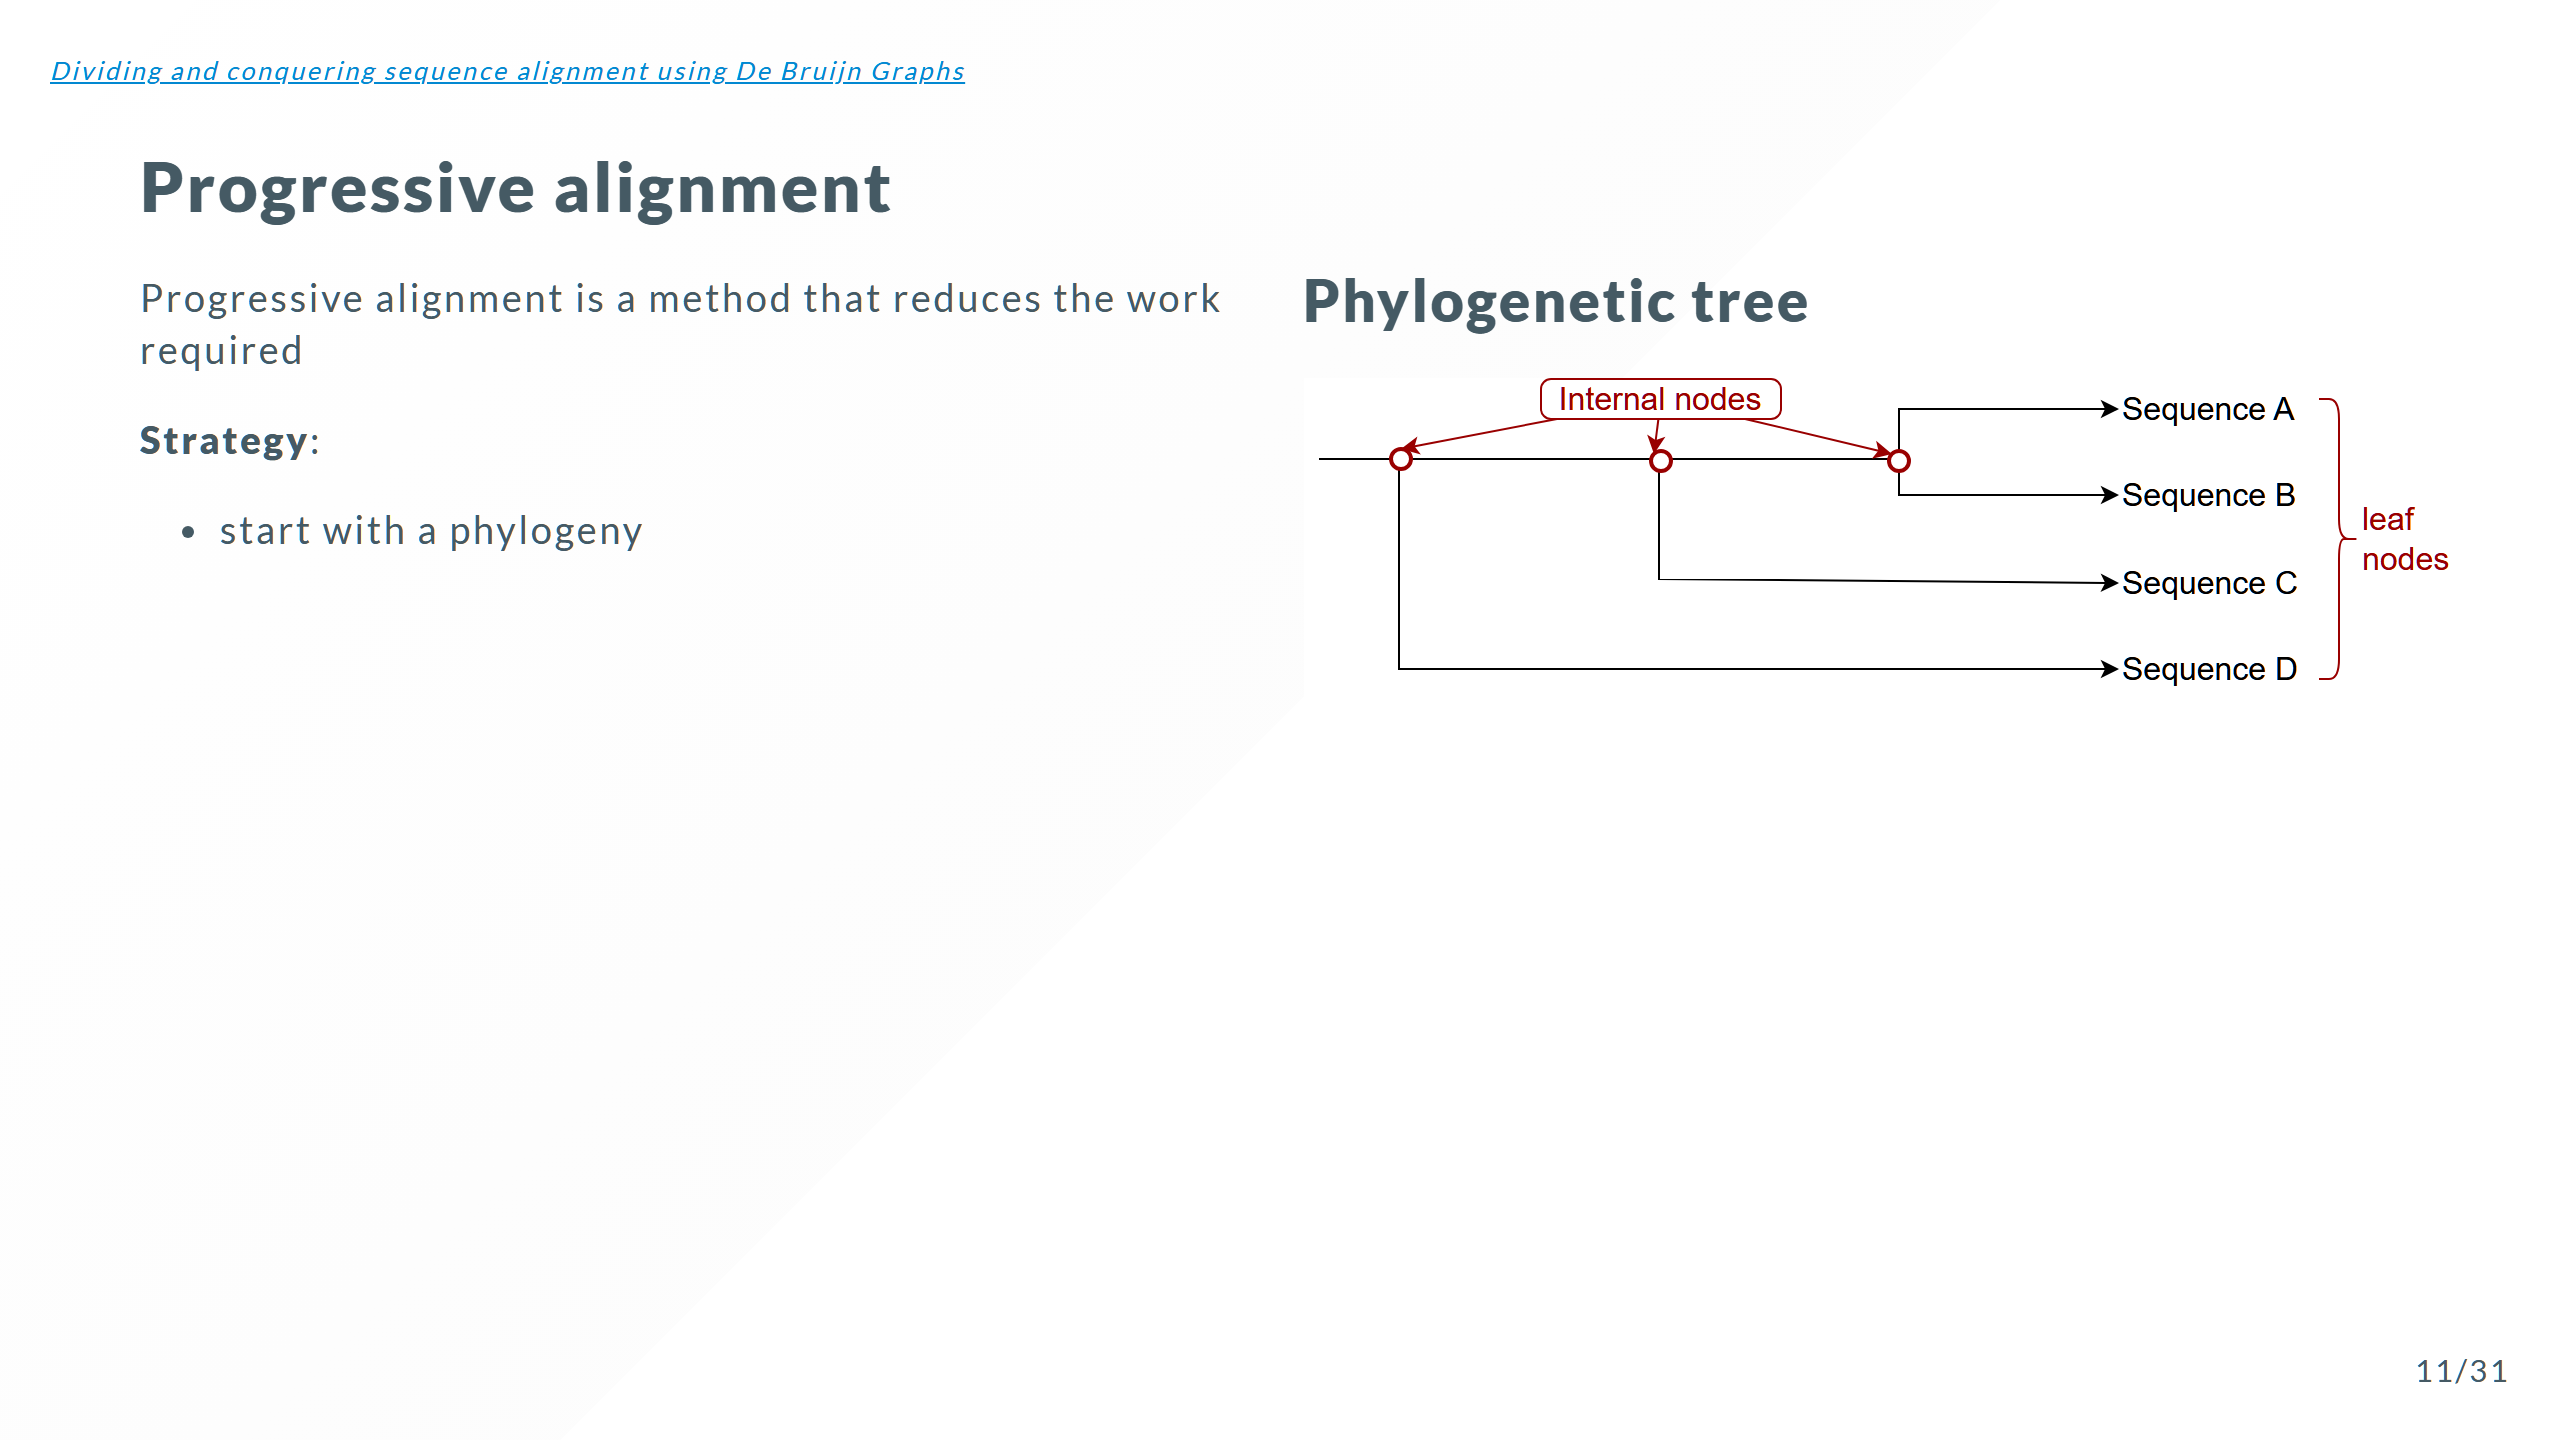 Dividing and conquering sequence alignment using De Bruijn Graphs
Progressive alignment
Progressive alignment is a method that reduces the work
required
Strategy:
• start with a phylogeny
Phylogenetic tree
Internal nodes
Sequence A
Sequence B
Sequence C
Sequence D
leaf
nodes
11/31